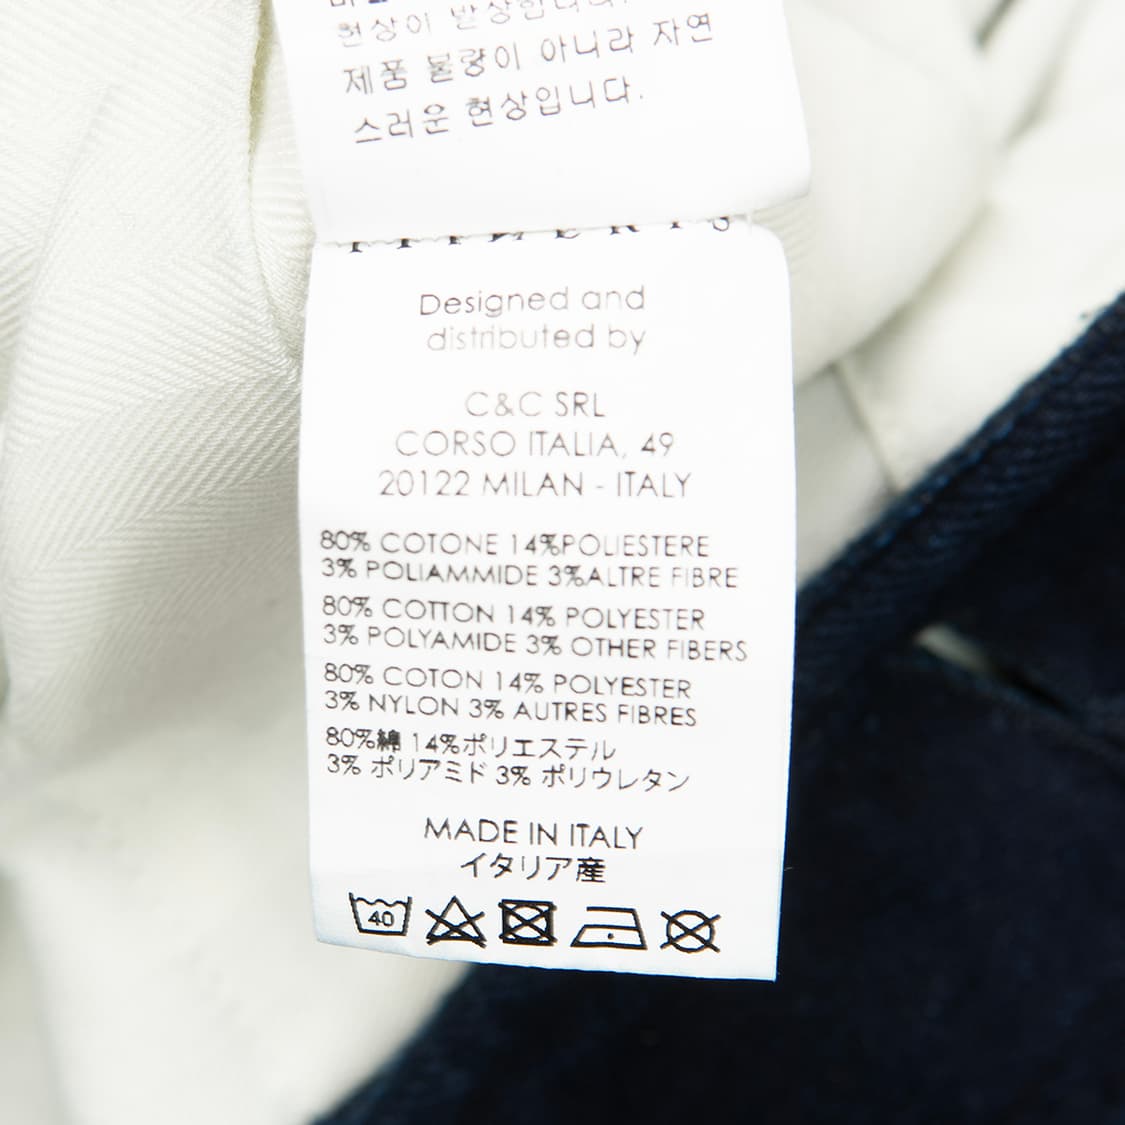 현상이 발생합니다.
제품 불량이 아니라 자연
스러운 현상입니다.
Designed and
distributed by
C&C SRL
CORSO ITALIA, 49
20122 MILAN - ITALY
80% COTONE 14%POLIESTERE
3% POLIAMMIDE 3%ALTRE FIBRE
80% COTTON 14% POLYESTER
3% POLYAMIDE 3% OTHER FIBERS
80% COTON 14% POLYESTER
3% NYLON 3% AUTRES FIBRES
80%綿 14%ポリエステル
3% ポリアミド 3% ポリウレタン
MADE IN ITALY
イタリア産
40